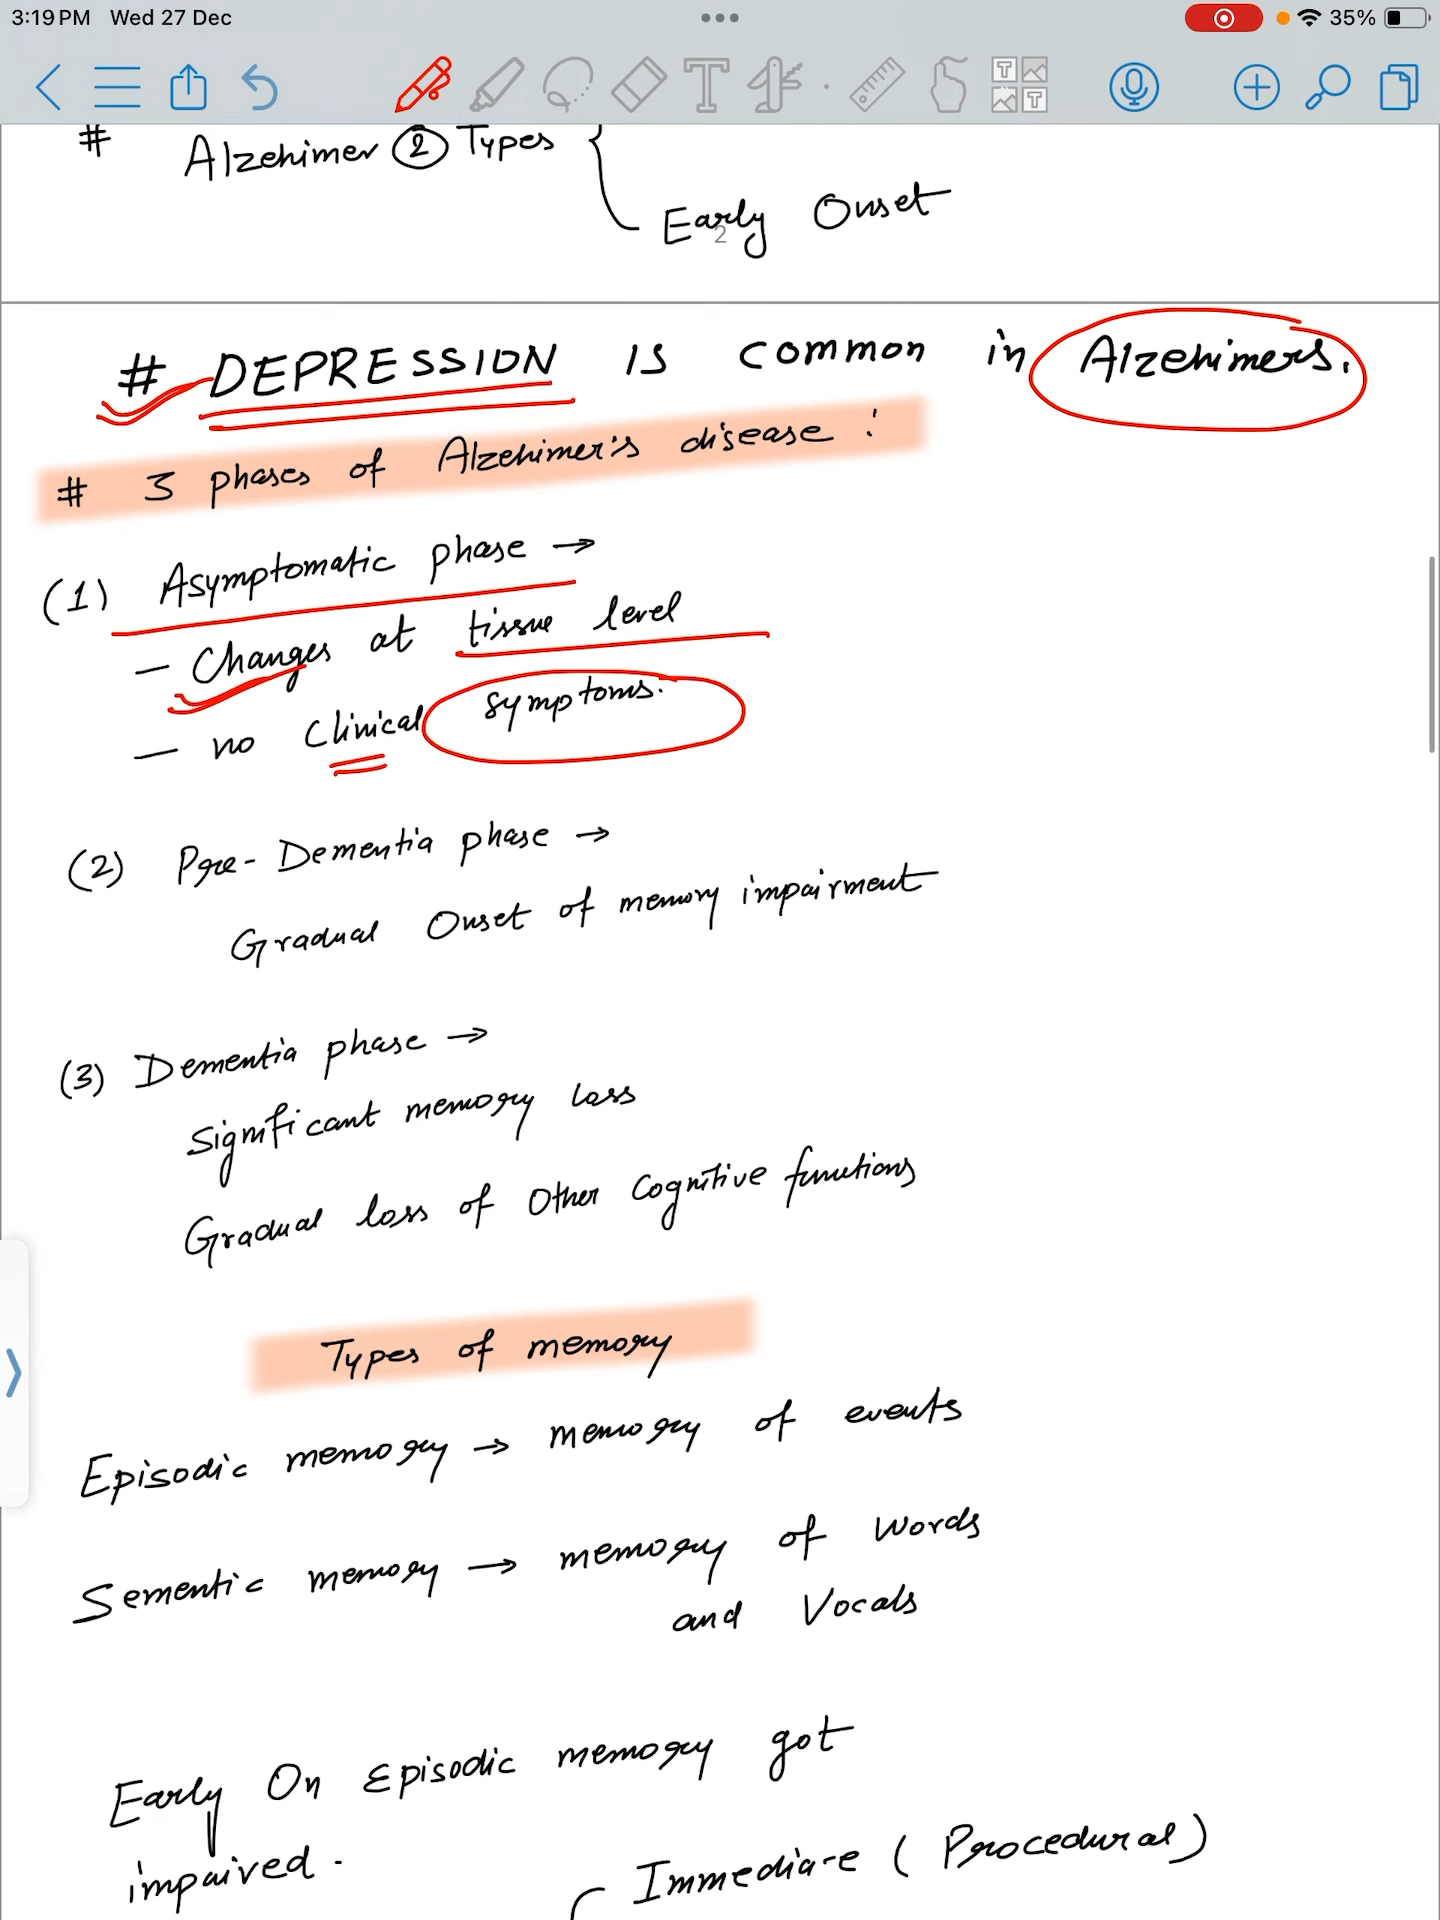 3:19 PM Wed 27 Dec
35%
# Alzehimer 2 Types
Early Onset
2
# DEPRESSION is common in Alzehimers.
# 3 phases of Alzehimer's disease :
(1) Asymptomatic phase →
— Changes at tissue level
— no Clinical symptoms.
(2) Pre-Dementia phase →
Gradual Onset of memory impairment
(3) Dementia phase →
Significant memory loss
Gradual loss of Other Cognitive functions
Types of memory
Episodic memory → memory of events
Sementic memory → memory of words
and Vocals
Early On Episodic memory got
impaired.
Immediate (Procedural)